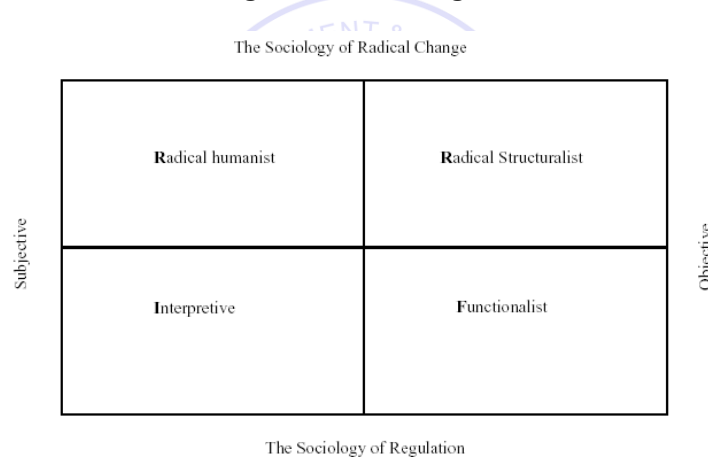 The Sociology of Radical Change
Radical humanist
Radical Structuralist
Subjective
Objective
Interpretive
Functionalist
The Sociology of Regulation